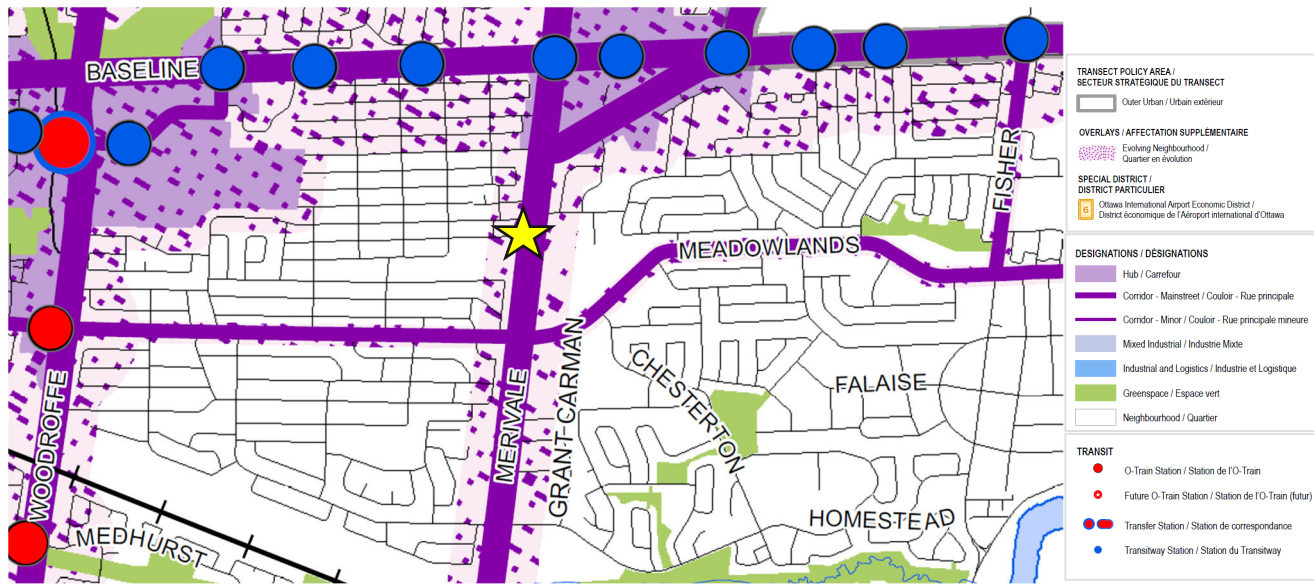 BASELINE
FISHER
MEADOWLANDS
WOODROFFE
MERIVALE
GRANT CARMAN
CHESTERTON
FALAISE
HOMESTEAD
MEDHURST
TRANSECT POLICY AREA /
SECTEUR STRATÉGIQUE DU TRANSECT
Outer Urban / Urbain extérieur
OVERLAYS / AFFECTATION SUPPLÉMENTAIRE
Evolving Neighbourhood /
Quartier en évolution
SPECIAL DISTRICT /
DISTRICT PARTICULIER
6
Ottawa International Airport Economic District /
District économique de l'Aéroport international d'Ottawa
DESIGNATIONS / DÉSIGNATIONS
Hub / Carrefour
Corridor - Mainstreet / Couloir - Rue principale
Corridor - Minor / Couloir - Rue principale mineure
Mixed Industrial / Industrie Mixte
Industrial and Logistics / Industrie et Logistique
Greenspace / Espace vert
Neighbourhood / Quartier
TRANSIT
O-Train Station / Station de l'O-Train
Future O-Train Station / Station de l'O-Train (futur)
Transfer Station / Station de correspondance
Transitway Station / Station du Transitway